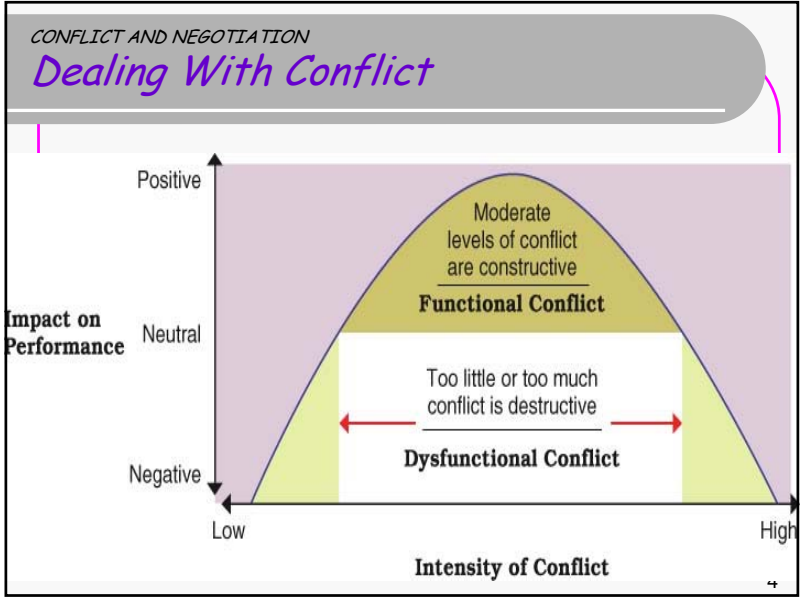 CONFLICT AND NEGOTIATION
Dealing With Conflict
Positive
Moderate
levels of conflict
are constructive
Functional Conflict
Impact on
Performance
Neutral
Too little or too much
conflict is destructive
Dysfunctional Conflict
Negative
Low
High
Intensity of Conflict
4